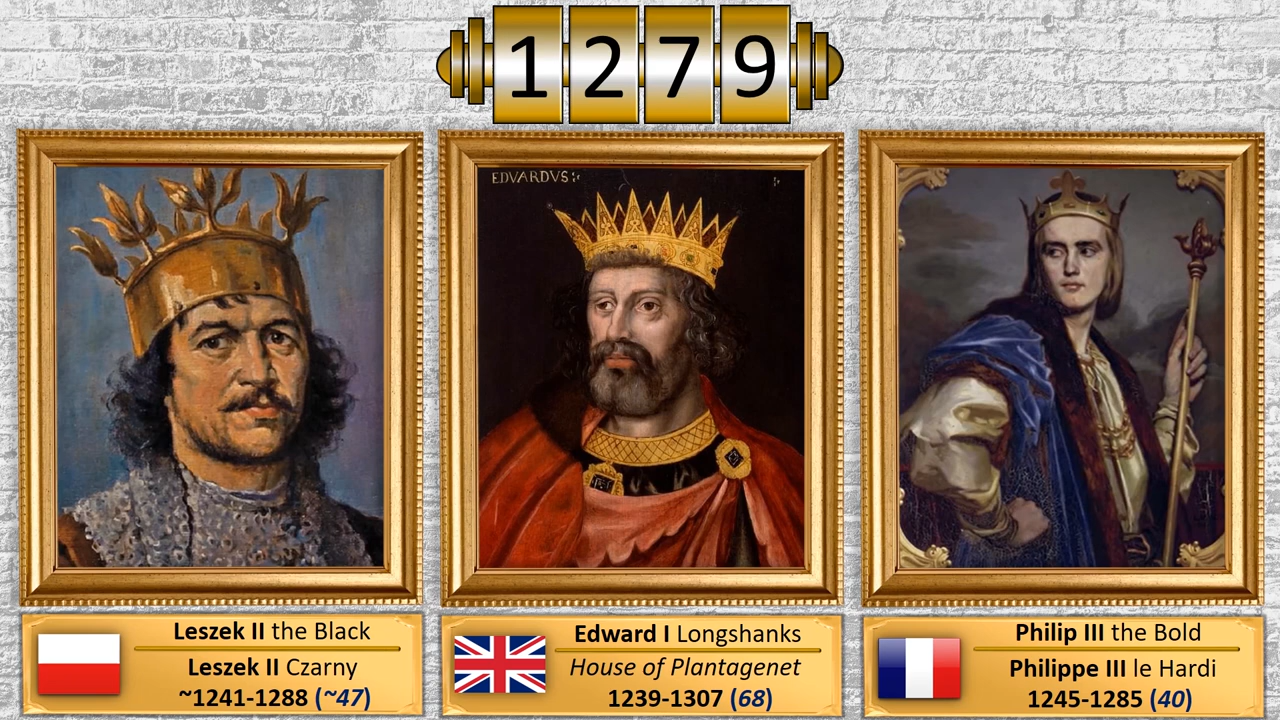 1279
EDVARDVS
Leszek II the Black
Leszek II Czarny
~1241-1288 (~47)
Edward I Longshanks
House of Plantagenet
1239-1307 (68)
Philip III the Bold
Philippe III le Hardi
1245-1285 (40)